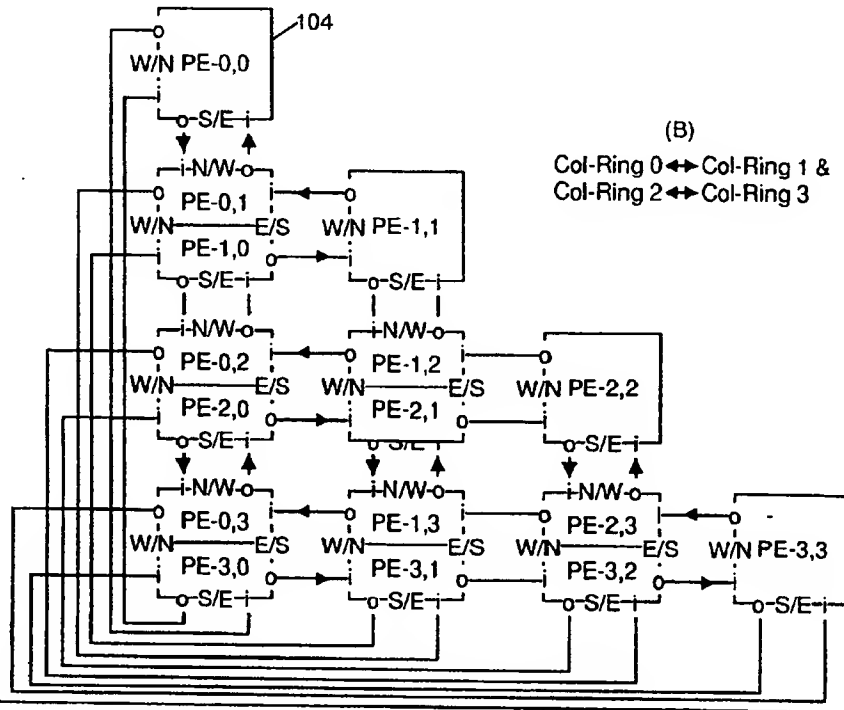 104
o
W/N PE-0,0
i
o-S/E-i
(B)
Col-Ring 0 ↔ Col-Ring 1 &
Col-Ring 2 ↔ Col-Ring 3
i-N/W-o
o PE-0,1 i
W/N E/S
i PE-1,0 o
o-S/E-i
o
W/N PE-1,1
i
o-S/E-i
i-N/W-o
o PE-0,2 i
W/N E/S
i PE-2,0 o
o-S/E-i
i-N/W-o
o PE-1,2 i
W/N E/S
i PE-2,1 o
o-S/E-i
o
W/N PE-2,2
i
o-S/E-i
i-N/W-o
o PE-0,3 i
W/N E/S
i PE-3,0 o
o-S/E-i
i-N/W-o
o PE-1,3 i
W/N E/S
i PE-3,1 o
o-S/E-i
i-N/W-o
o PE-2,3 i
W/N E/S
i PE-3,2 o
o-S/E-i
o
W/N PE-3,3
i
o-S/E-i